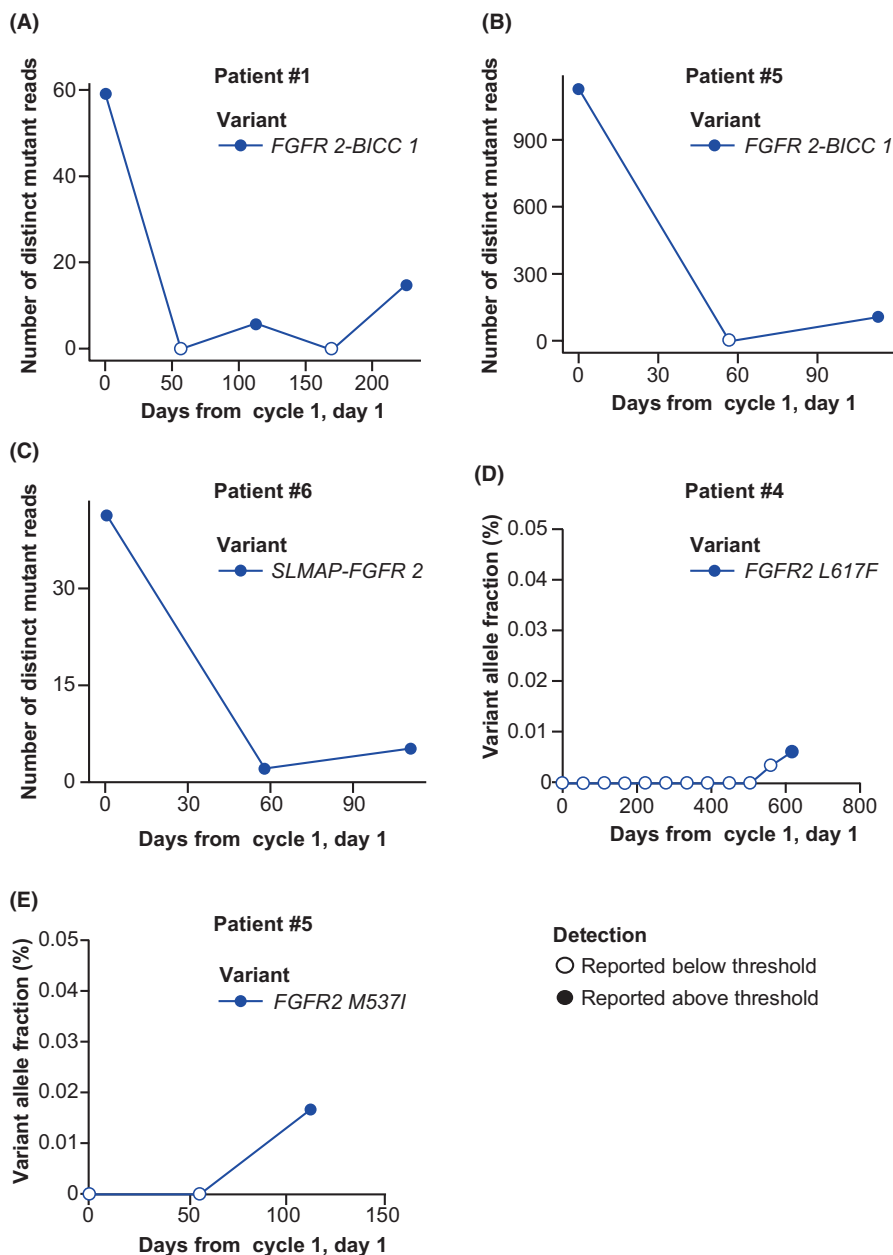 (A)
Patient #1
Variant
FGFR 2-BICC 1
Number of distinct mutant reads
60
40
20
0
0 50 100 150 200
Days from cycle 1, day 1
(B)
Patient #5
Variant
FGFR 2-BICC 1
Number of distinct mutant reads
900
600
300
0
0 30 60 90
Days from cycle 1, day 1
(C)
Patient #6
Variant
SLMAP-FGFR 2
Number of distinct mutant reads
30
15
0
0 30 60 90
Days from cycle 1, day 1
(D)
Patient #4
Variant
FGFR2 L617F
Variant allele fraction (%)
0.05
0.04
0.03
0.02
0.01
0
0 200 400 600 800
Days from cycle 1, day 1
(E)
Patient #5
Variant
FGFR2 M537I
Variant allele fraction (%)
0.05
0.04
0.03
0.02
0.01
0
0 50 100 150
Days from cycle 1, day 1
Detection
Reported below threshold
Reported above threshold